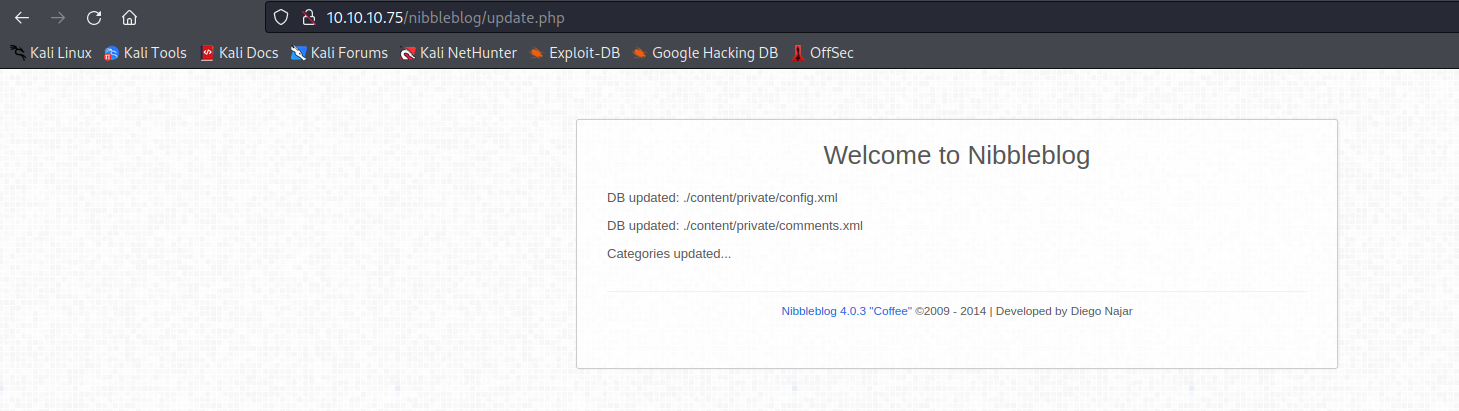 10.10.10.75/nibbleblog/update.php
Kali Linux Kali Tools Kali Docs Kali Forums Kali NetHunter Exploit-DB Google Hacking DB OffSec
Welcome to Nibbleblog
DB updated: ./content/private/config.xml
DB updated: ./content/private/comments.xml
Categories updated...
Nibbleblog 4.0.3 "Coffee" ©2009 - 2014 | Developed by Diego Najar